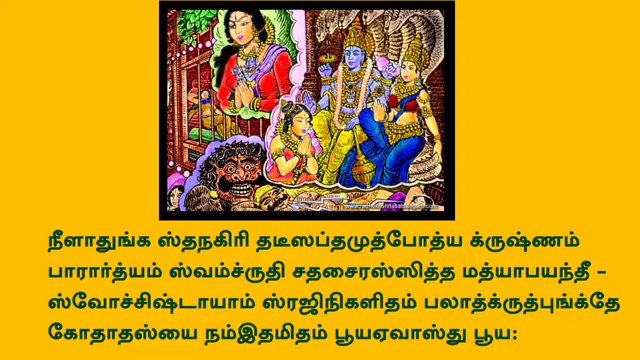 நீளாதுங்க ஸ்தநகிரி தடீஸப்தமுத்போத்ய க்ருஷ்ணம்
பாரார்த்யம் ஸ்வம்ச்ருதி சதசைரஸ்ஸித்த மத்யாபயந்தீ –
ஸ்வோச்சிஷ்டாயாம் ஸ்ரஜிநிகளிதம் பலாத்க்ருத்புங்க்தே
கோதாதஸ்யை நம்இதமிதம் பூயஏவாஸ்து பூய: